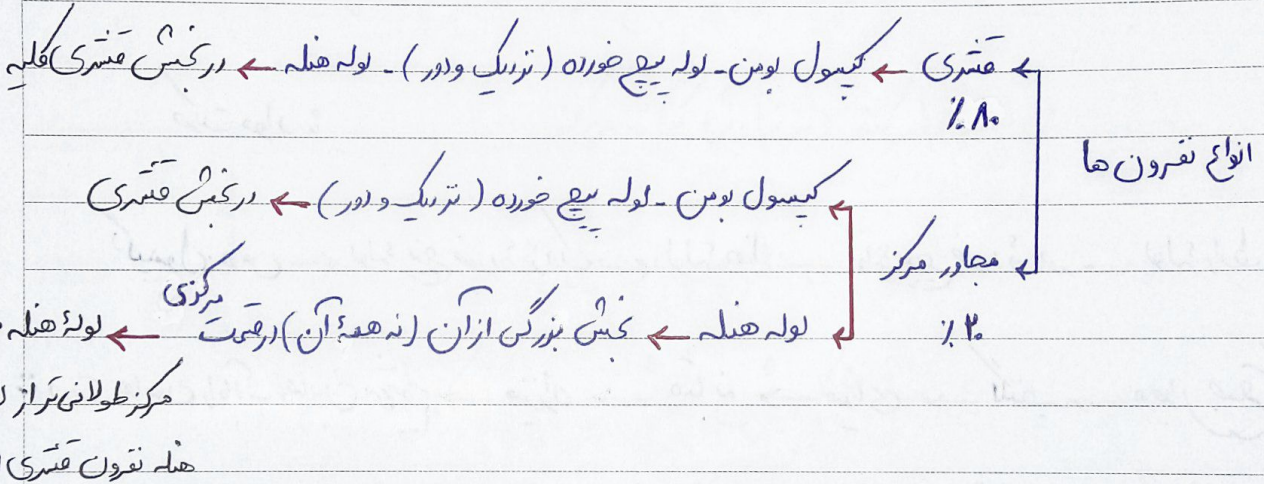 قشری ← کپسول بومن - لوله پیچ خورده (نزدیک و دور) - لوله هنله ← در بخش قشری کلیه
٪۸۰
انواع نفرون ها
کپسول بومن - لوله پیچ خورده (نزدیک و دور) ← در بخش قشری
مجاور مرکز
٪۲۰
لوله هنله ← بخش بزرگی از آن (نه همهٔ آن) در قسمت مرکزی ← لولهٔ هنله
مرکز طولانی تر از
هنله نفرون قشری